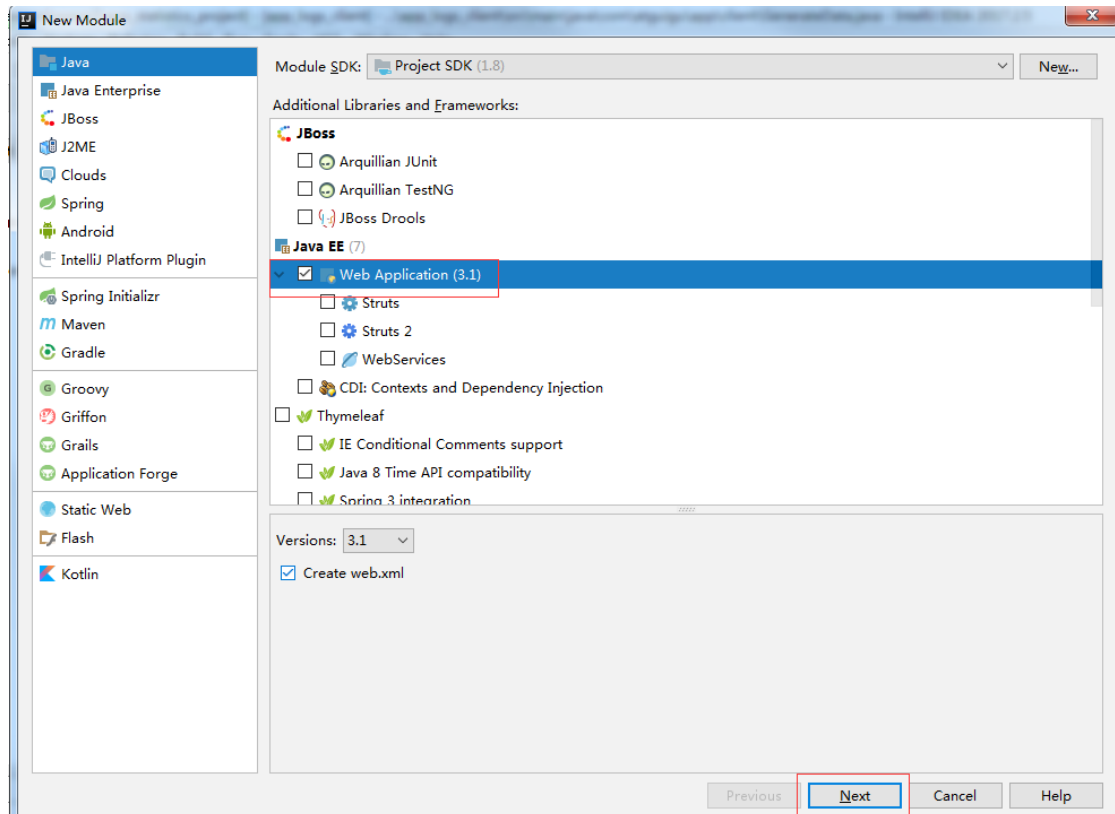 New Module
Java
Java Enterprise
JBoss
J2ME
Clouds
Spring
Android
IntelliJ Platform Plugin
Spring Initializr
Maven
Gradle
Groovy
Griffon
Grails
Application Forge
Static Web
Flash
Kotlin
Module SDK: Project SDK (1.8) New...
Additional Libraries and Frameworks:
JBoss
Arquillian JUnit
Arquillian TestNG
JBoss Drools
Java EE (7)
Web Application (3.1)
Struts
Struts 2
WebServices
CDI: Contexts and Dependency Injection
Thymeleaf
IE Conditional Comments support
Java 8 Time API compatibility
Spring 3 integration
Versions: 3.1
Create web.xml
Previous Next Cancel Help